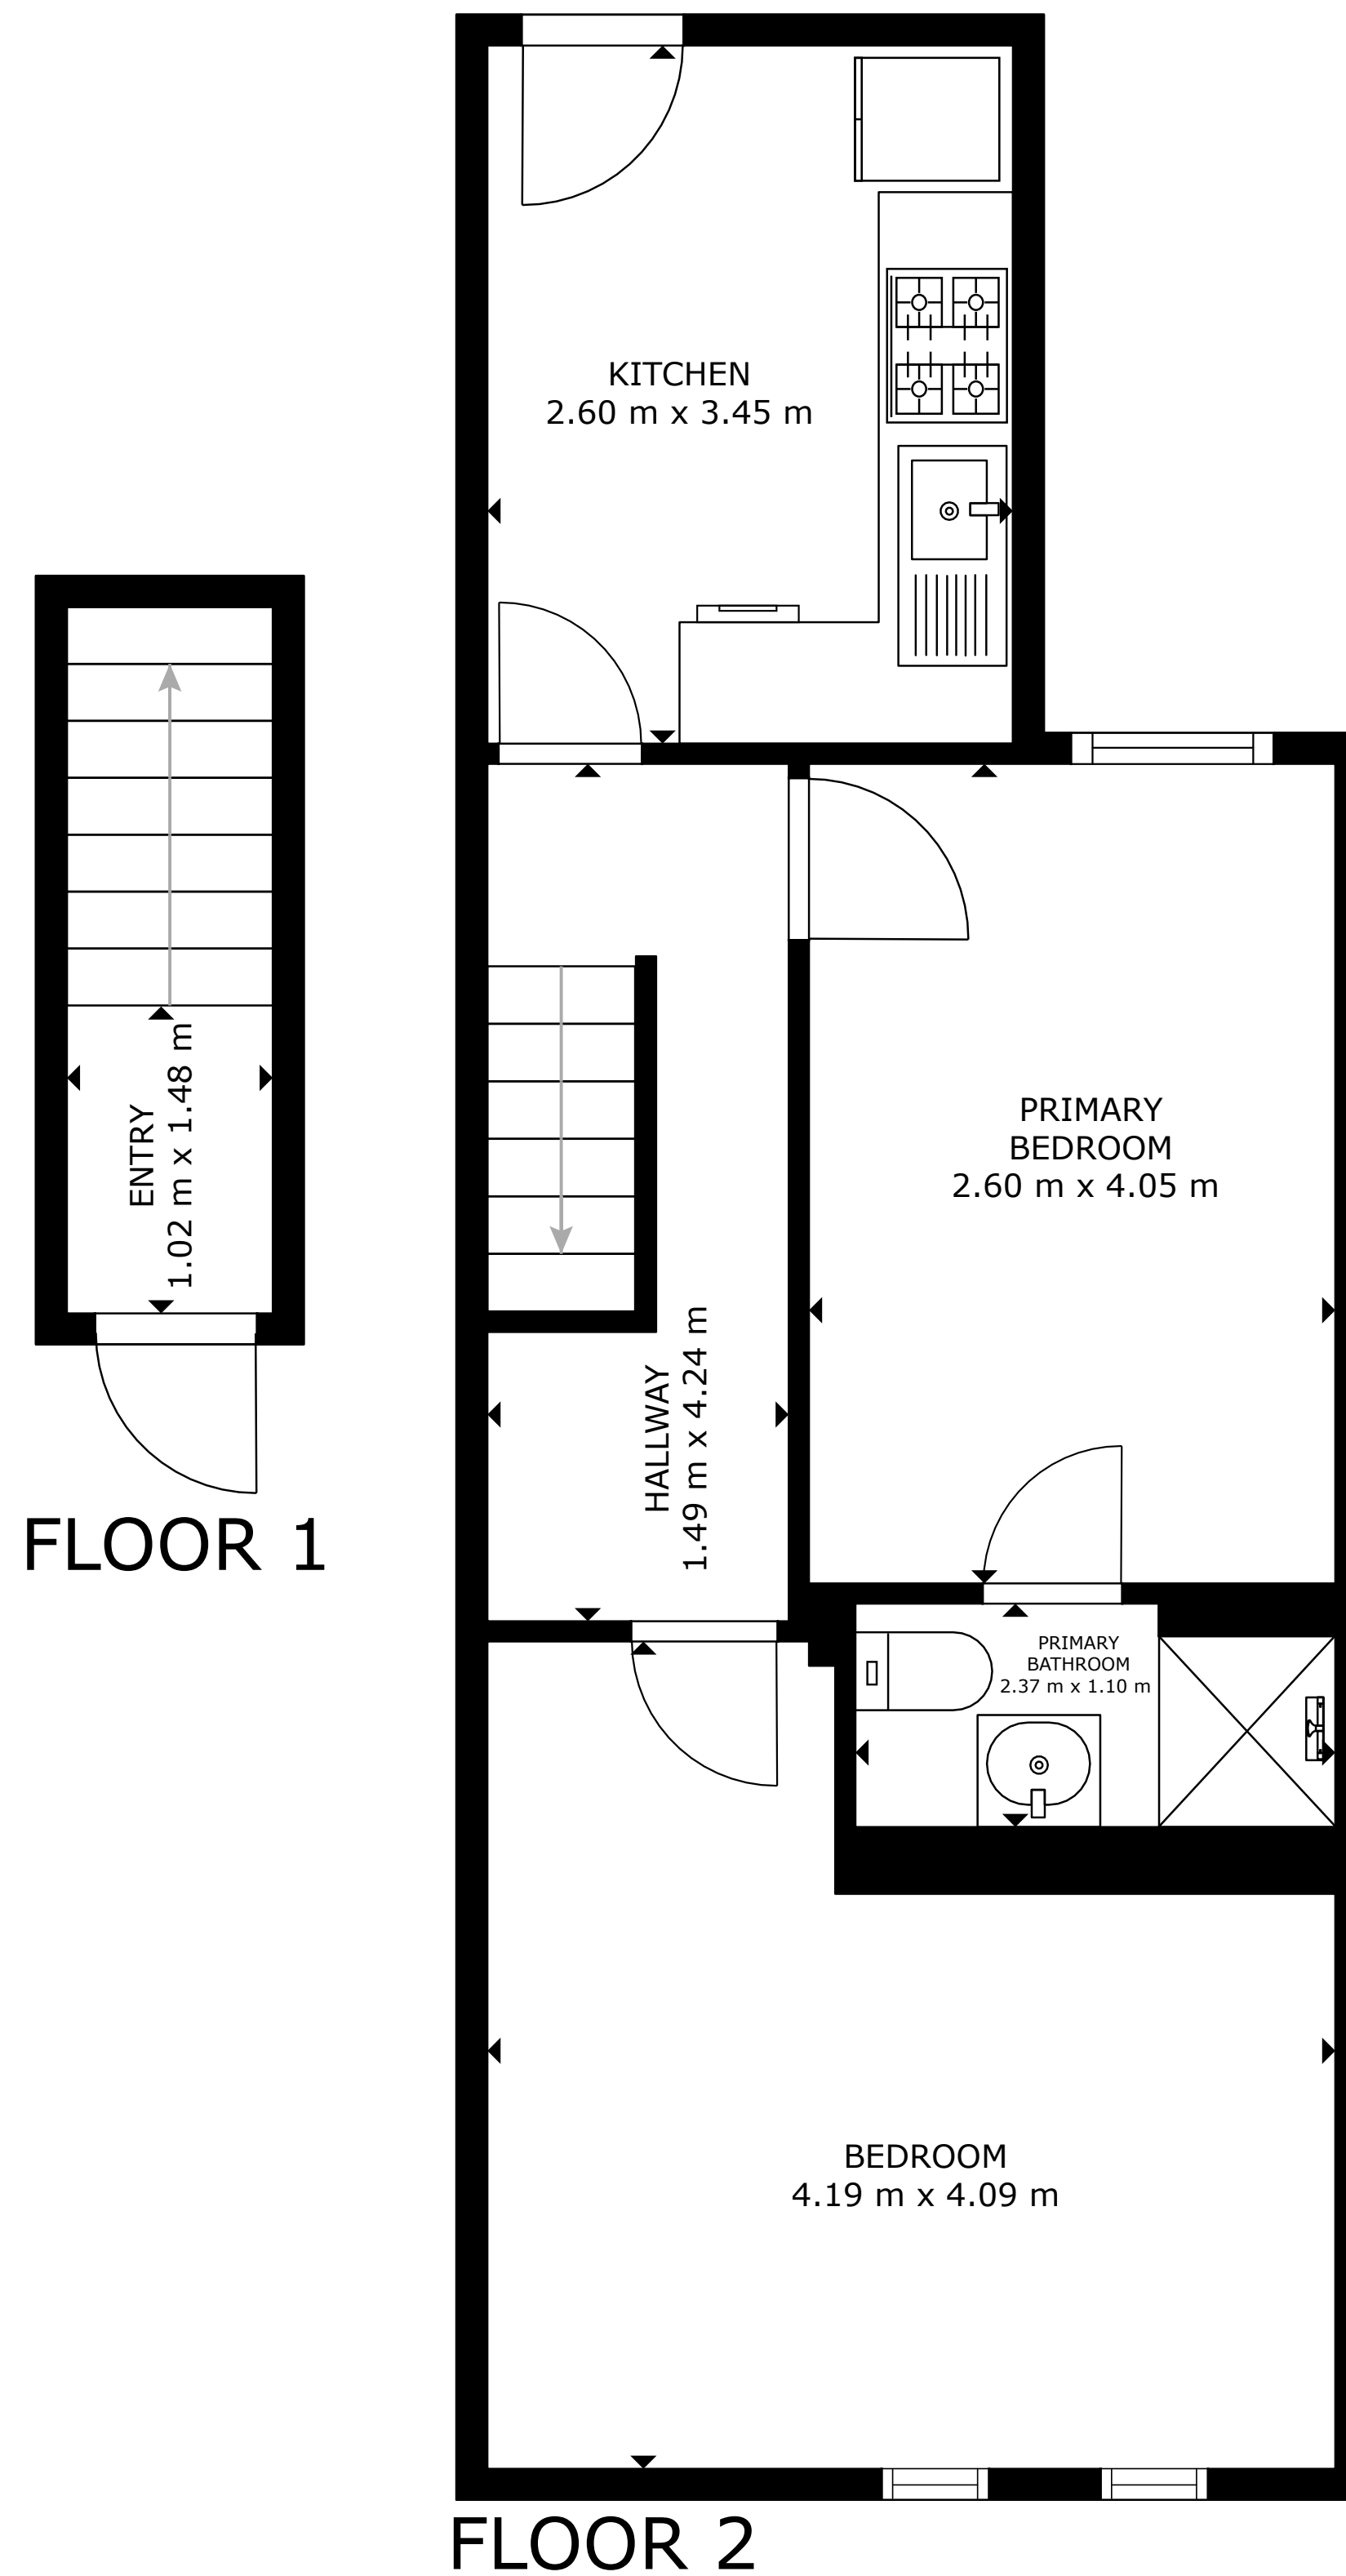 KITCHEN
2.60 m x 3.45 m
ENTRY
1.02 m x 1.48 m
PRIMARY
BEDROOM
2.60 m x 4.05 m
HALLWAY
1.49 m x 4.24 m
FLOOR 1
PRIMARY
BATHROOM
2.37 m x 1.10 m
BEDROOM
4.19 m x 4.09 m
FLOOR 2